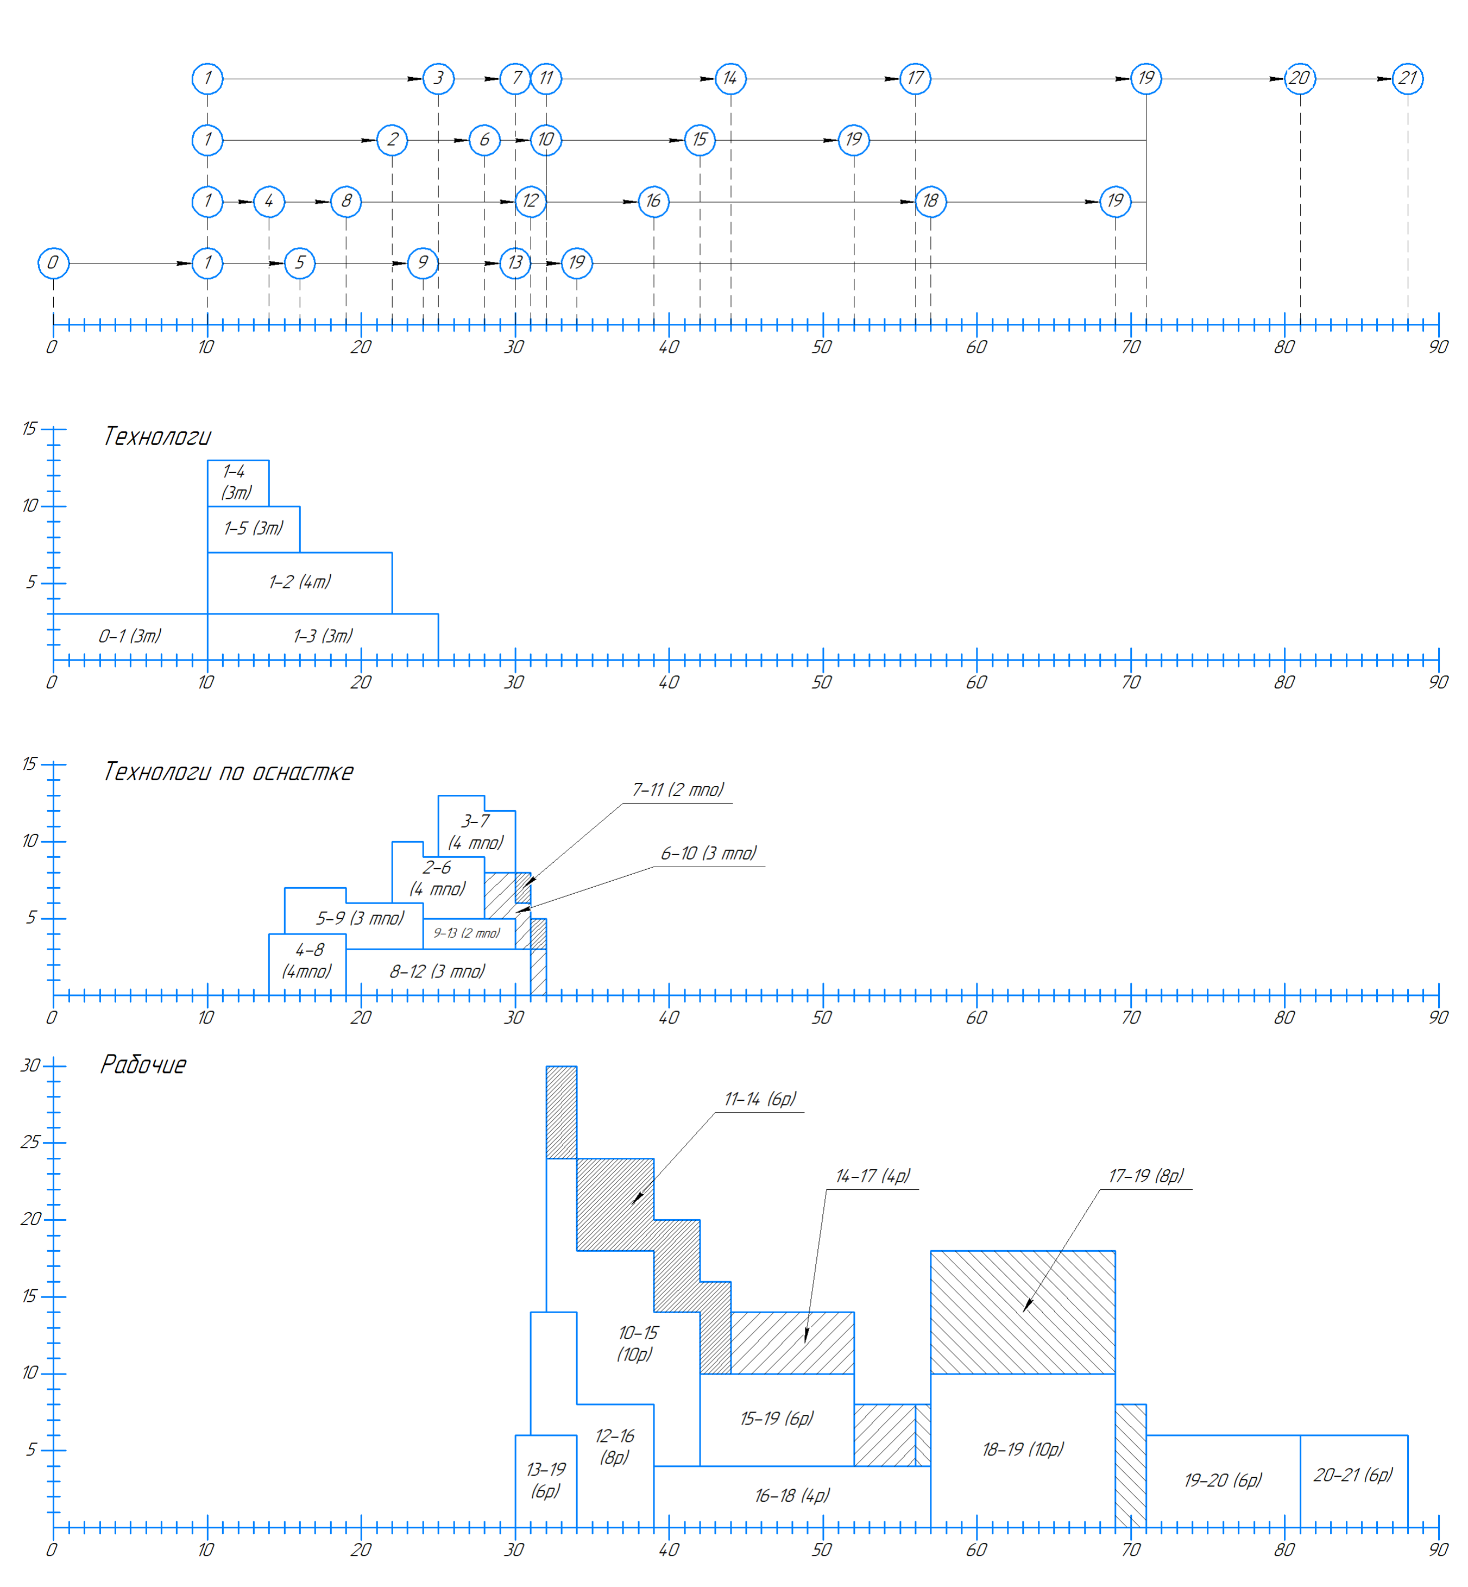 1 3 7 11 14 17 19 20 21
1 2 6 10 15 19
1 4 8 12 16 18 19
0 1 5 9 13 19
0 10 20 30 40 50 60 70 80 90
15
Технологи
1-4
(3т)
10
1-5 (3т)
5
1-2 (4т)
0-1 (3т) 1-3 (3т)
0 10 20 30 40 50 60 70 80 90
15
Технологи по оснастке
7-11 (2 тпо)
10
3-7
(4 тпо)
6-10 (3 тпо)
2-6
(4 тпо)
5
5-9 (3 тпо)
9-13 (2 тпо)
4-8
(4тпо)
8-12 (3 тпо)
0 10 20 30 40 50 60 70 80 90
30
Рабочие
11-14 (6р)
25
14-17 (4р)
17-19 (8р)
20
15
10-15
(10р)
10
15-19 (6р)
12-16
(8р)
5
18-19 (10р)
13-19
(6р)
16-18 (4р)
19-20 (6р)
20-21 (6р)
0 10 20 30 40 50 60 70 80 90